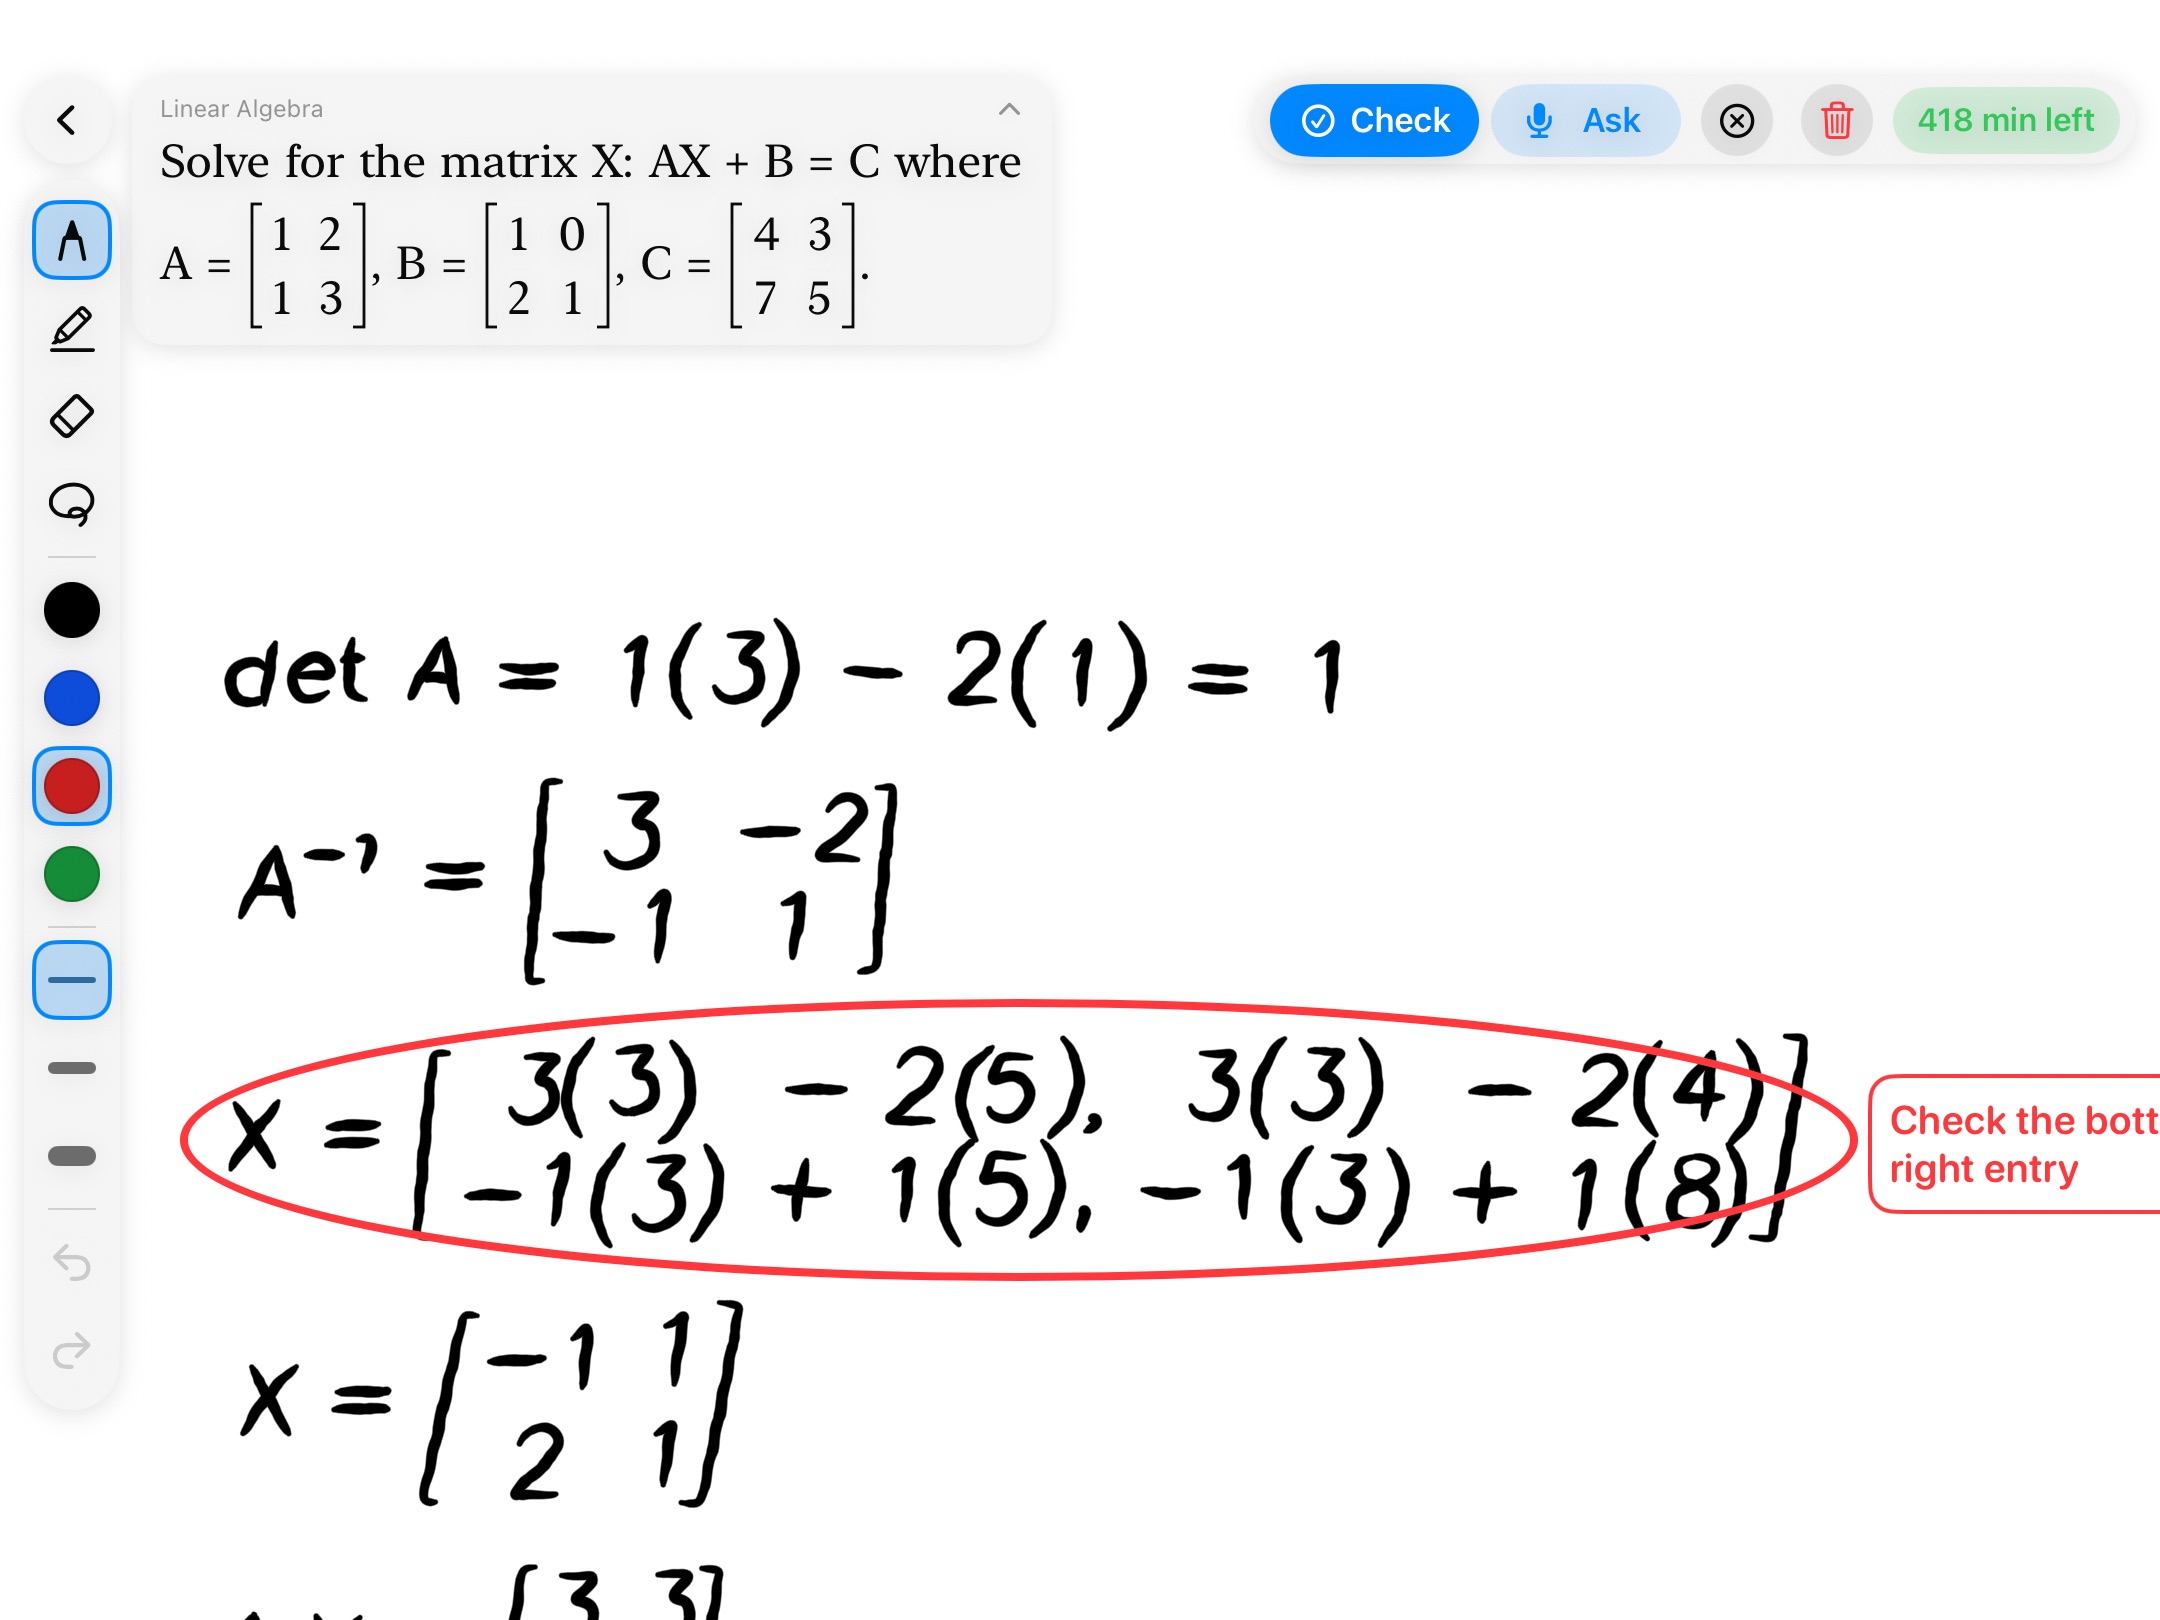 Linear Algebra
Solve for the matrix X: AX + B = C where
A = [1 2; 1 3], B = [1 0; 2 1], C = [4 3; 7 5].
Check
Ask
418 min left
det A = 1(3) - 2(1) = 1
A⁻¹ = [3 -2; -1 1]
X = [3(3) - 2(5), 3(3) - 2(4)
-1(3) + 1(5), -1(3) + 1(8)]
Check the bott
right entry
X = [-1 1; 2 1]
[3 3]